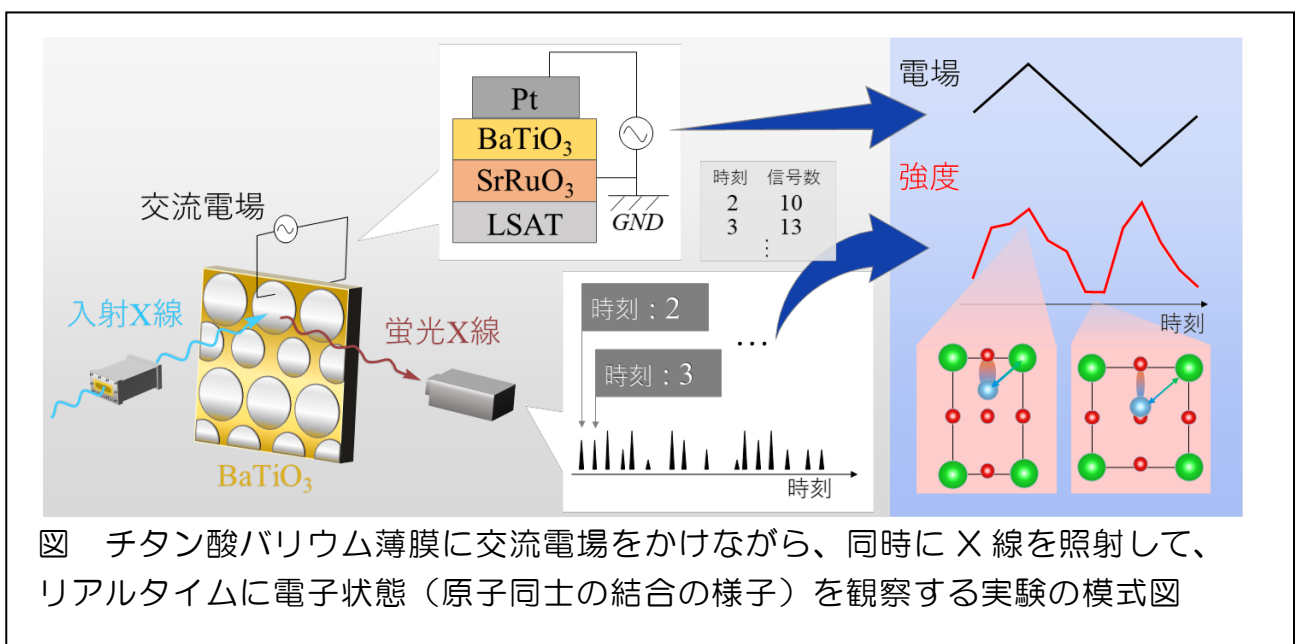 交流電場
入射X線
蛍光X線
BaTiO₃
Pt
BaTiO₃
SrRuO₃
LSAT
GND
時刻 信号数
2 10
3 13
⋮
時刻:2
時刻:3
…
時刻
電場
強度
時刻
図 チタン酸バリウム薄膜に交流電場をかけながら、同時に X 線を照射して、
リアルタイムに電子状態（原子同士の結合の様子）を観察する実験の模式図